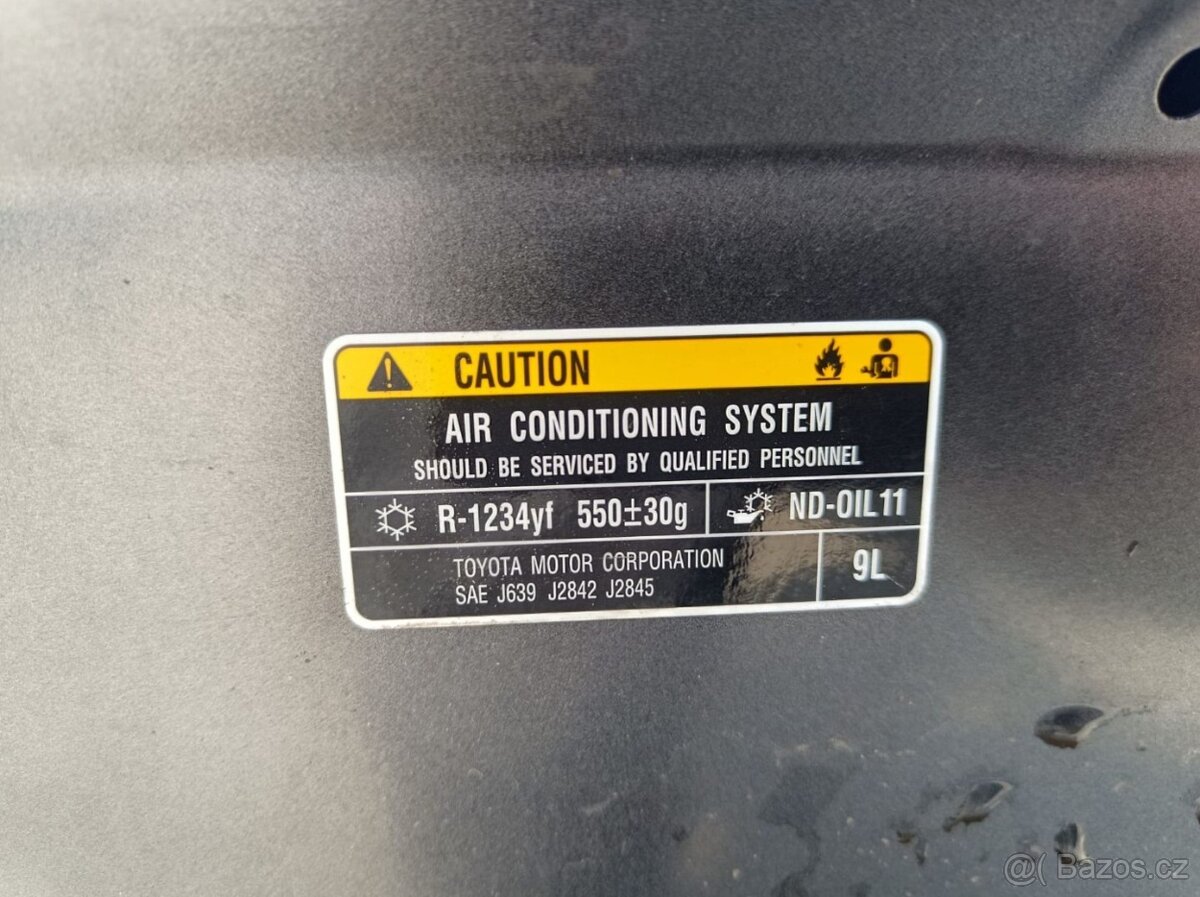 CAUTION
AIR CONDITIONING SYSTEM
SHOULD BE SERVICED BY QUALIFIED PERSONNEL
R-1234yf 550±30g ND-OIL11
TOYOTA MOTOR CORPORATION
SAE J639 J2842 J2845
9L
@( Bazos.cz